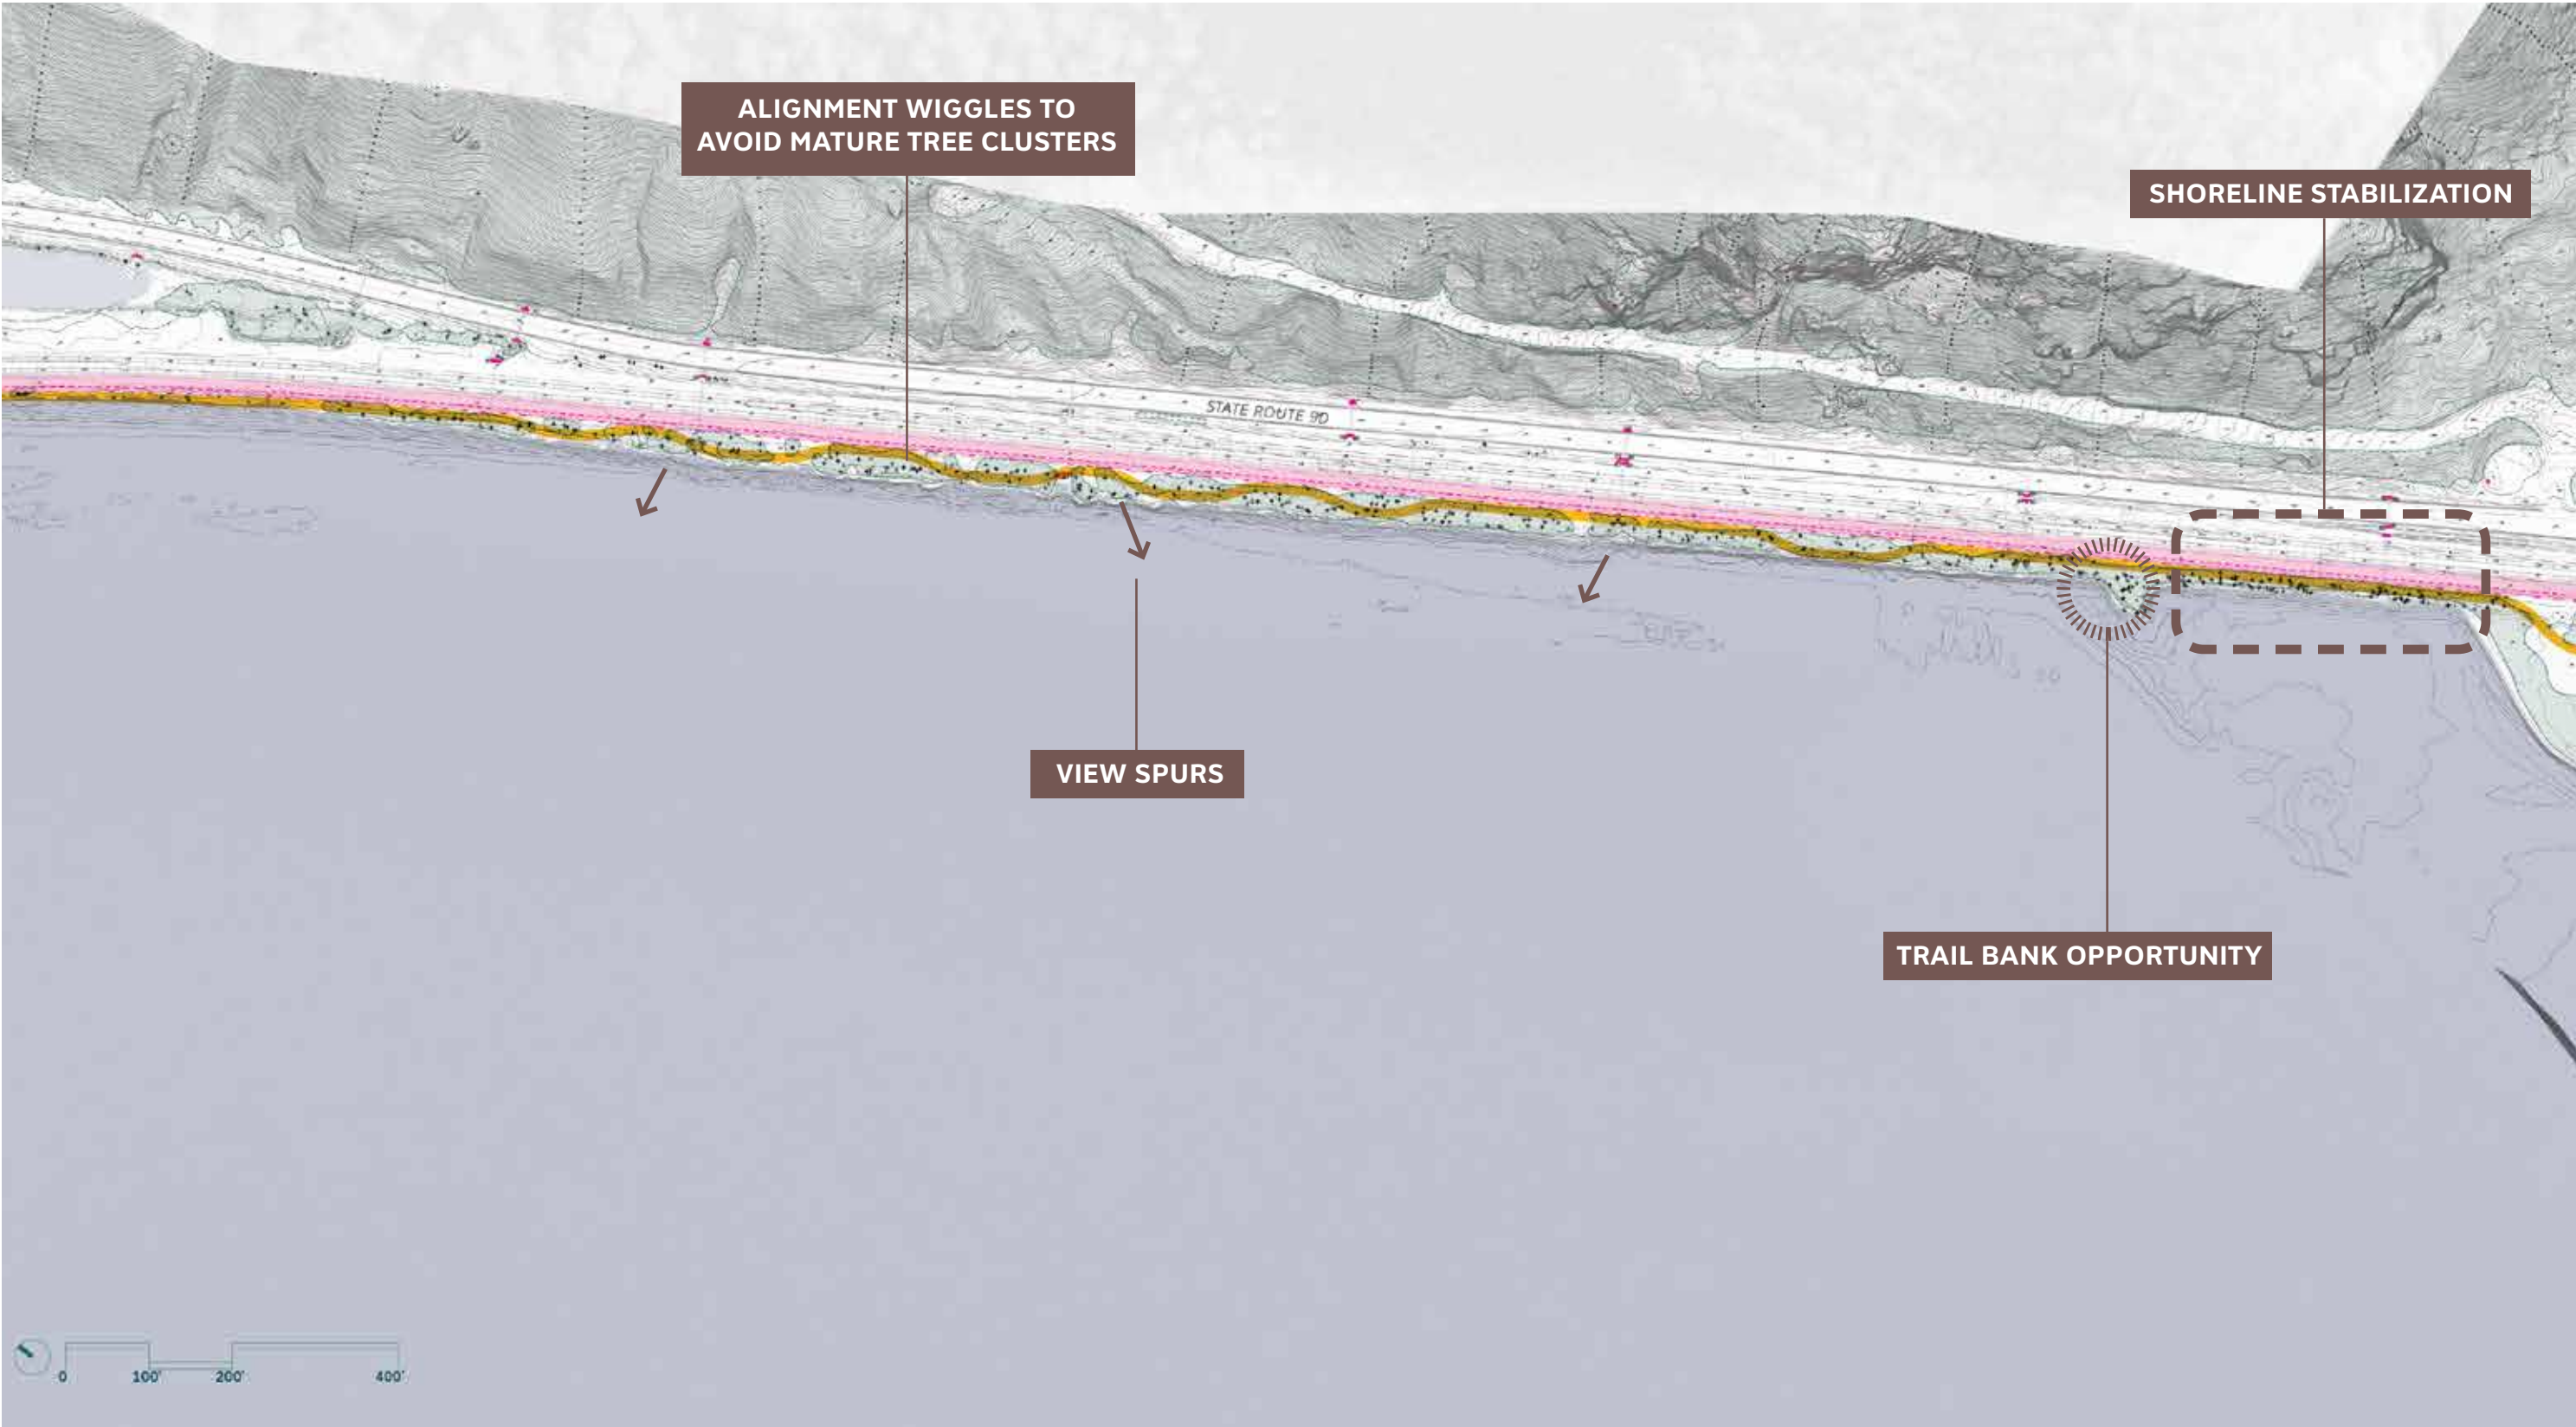 ALIGNMENT WIGGLES TO
AVOID MATURE TREE CLUSTERS
SHORELINE STABILIZATION
STATE ROUTE 9D
VIEW SPURS
TRAIL BANK OPPORTUNITY
0 100' 200' 400'